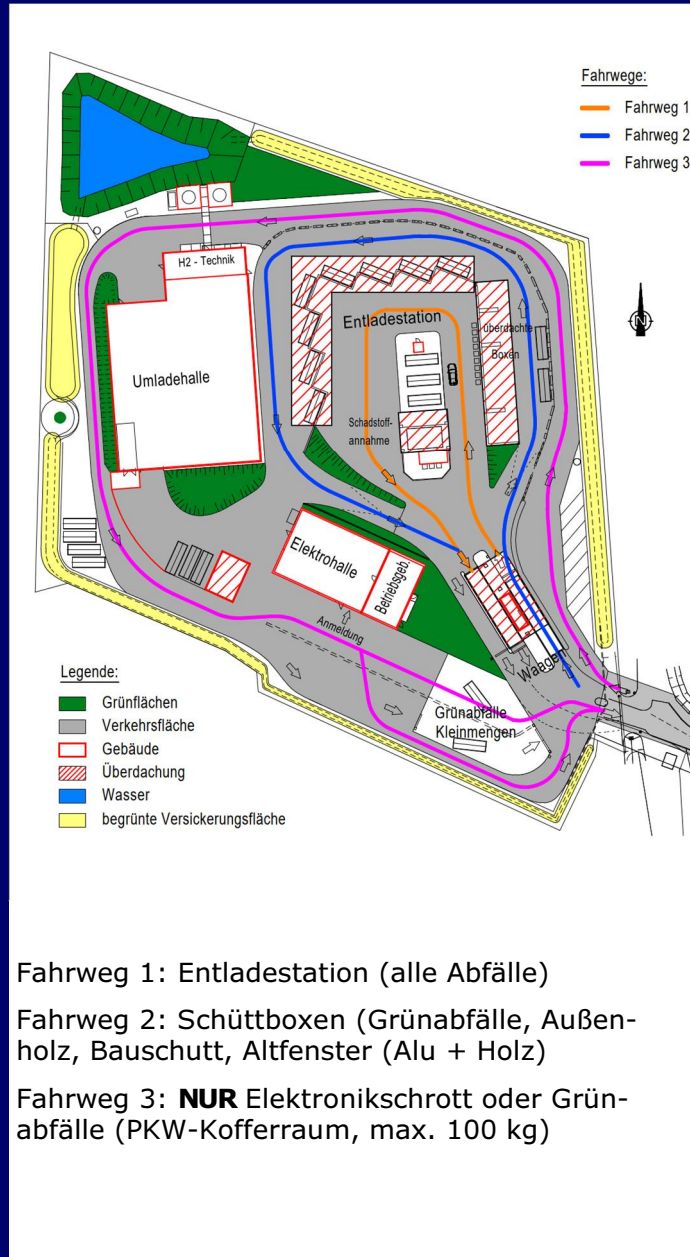 Fahrwege:
Fahrweg 1
Fahrweg 2
Fahrweg 3
H2 - Technik
N
Entladestation
überdachte
Boxen
Umladehalle
Schadstoff-
annahme
Elektrohalle
Betriebsgeb.
Anmeldung
Waagen
Grünabfälle
Kleinmengen
Legende:
Grünflächen
Verkehrsfläche
Gebäude
Überdachung
Wasser
begrünte Versickerungsfläche
Fahrweg 1: Entladestation (alle Abfälle)
Fahrweg 2: Schüttboxen (Grünabfälle, Außen-
holz, Bauschutt, Altfenster (Alu + Holz)
Fahrweg 3: NUR Elektronikschrott oder Grün-
abfälle (PKW-Kofferraum, max. 100 kg)